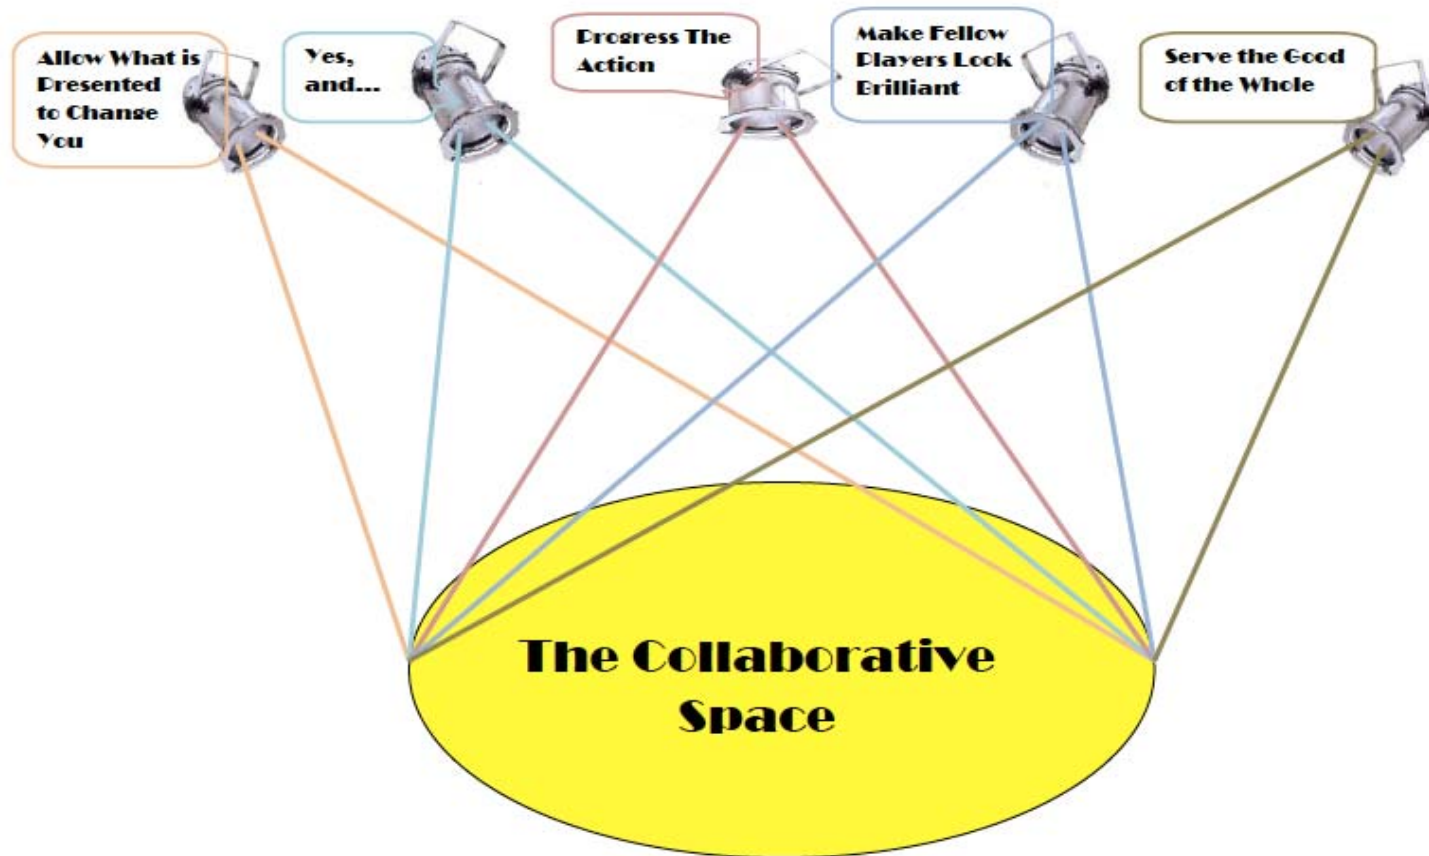 Allow What is
Presented
to Change
You
Yes,
and...
Progress The
Action
Make Fellow
Players Look
Brilliant
Serve the Good
of the Whole
The Collaborative
Space